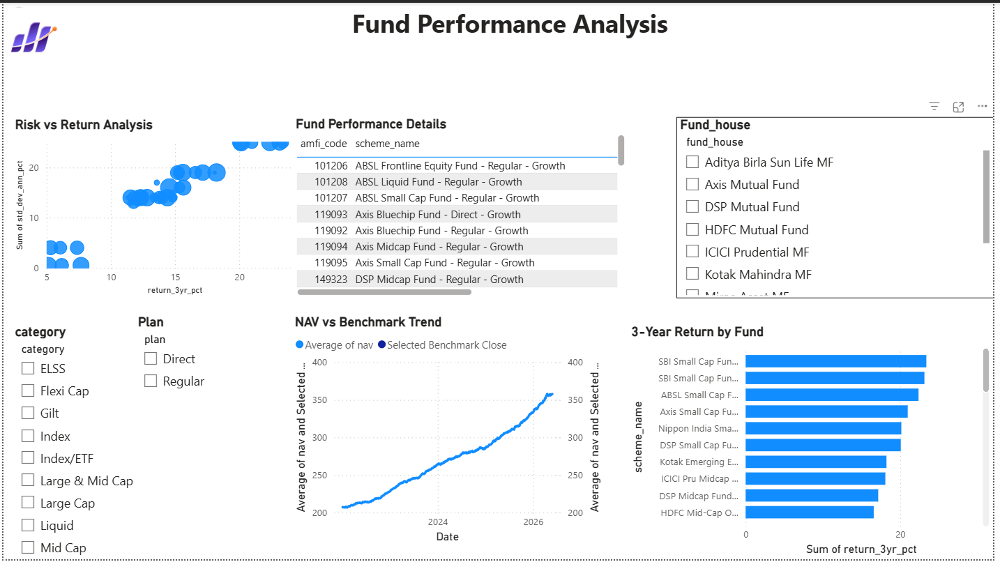 Fund Performance Analysis
Risk vs Return Analysis
Sum of std_dev_ann_pct
20
10
0
5 10 15 20
return_3yr_pct
Fund Performance Details
amfi_code scheme_name
101206 ABSL Frontline Equity Fund - Regular - Growth
101208 ABSL Liquid Fund - Regular - Growth
101207 ABSL Small Cap Fund - Regular - Growth
119093 Axis Bluechip Fund - Direct - Growth
119092 Axis Bluechip Fund - Regular - Growth
119094 Axis Midcap Fund - Regular - Growth
119095 Axis Small Cap Fund - Regular - Growth
149323 DSP Midcap Fund - Regular - Growth
Fund_house
fund_house
Aditya Birla Sun Life MF
Axis Mutual Fund
DSP Mutual Fund
HDFC Mutual Fund
ICICI Prudential MF
Kotak Mahindra MF
category
category
ELSS
Flexi Cap
Gilt
Index
Index/ETF
Large & Mid Cap
Large Cap
Liquid
Mid Cap
Plan
plan
Direct
Regular
NAV vs Benchmark Trend
Average of nav Selected Benchmark Close
Average of nav and Selected ...
400 400
350 350
300 300
250 250
200 200
Average of nav and Selected ...
2024 2026
Date
3-Year Return by Fund
scheme_name
SBI Small Cap Fun...
SBI Small Cap Fun...
ABSL Small Cap F...
Axis Small Cap Fu...
Nippon India Sma...
DSP Small Cap Fu...
Kotak Emerging E...
ICICI Pru Midcap ...
DSP Midcap Fund...
HDFC Mid-Cap O...
0 20
Sum of return_3yr_pct